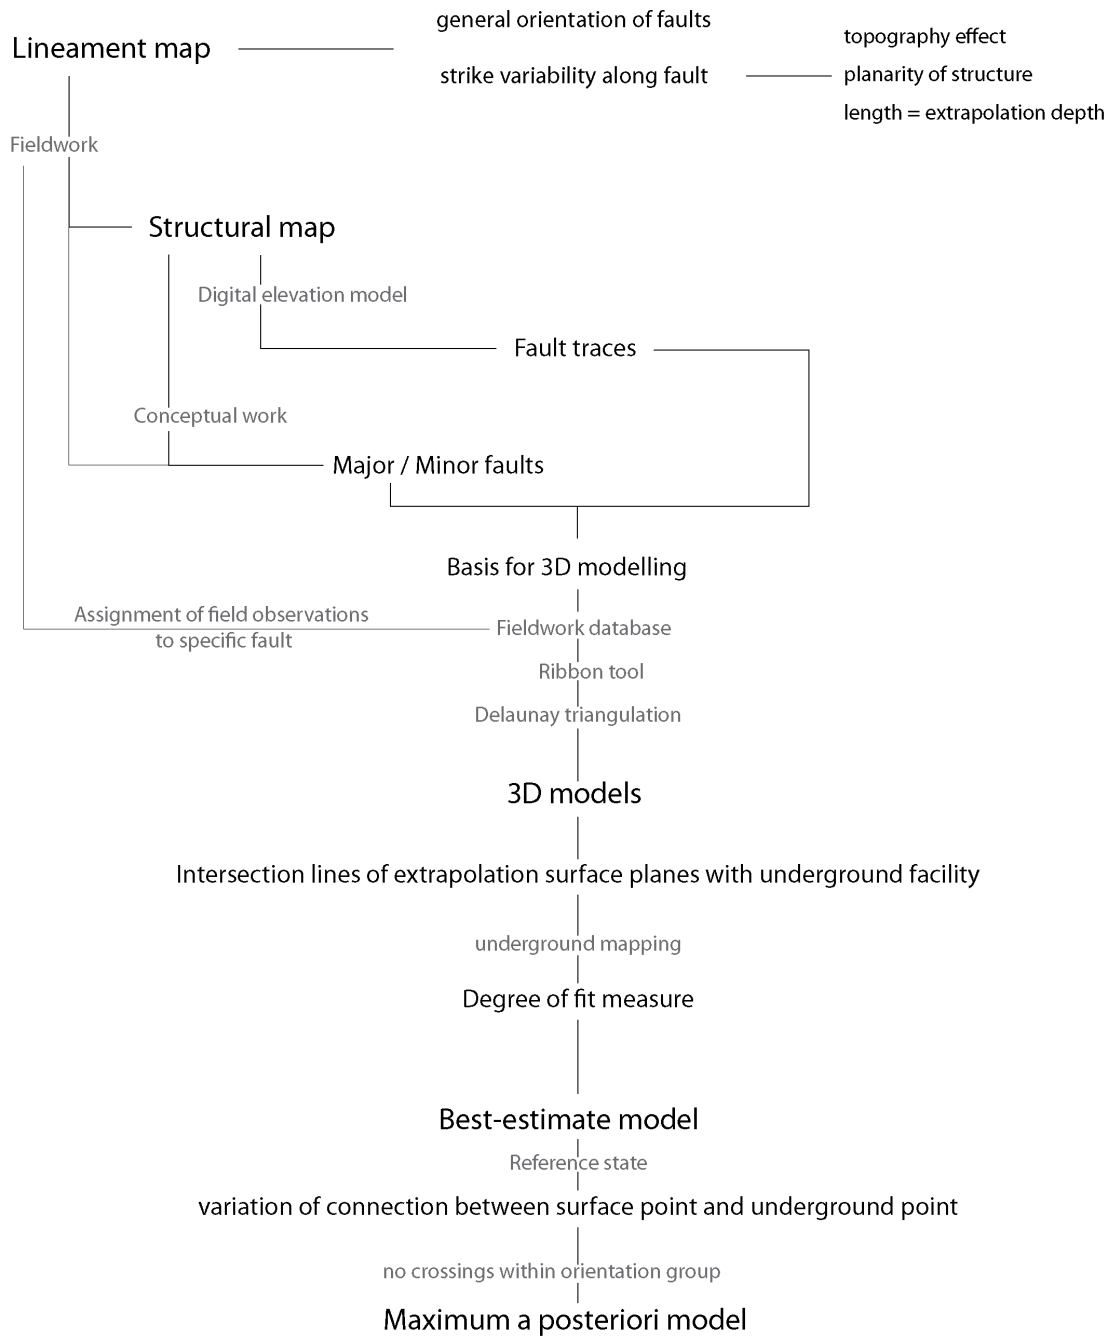 general orientation of faults
Lineament map
topography effect
strike variability along fault
planarity of structure
length = extrapolation depth
Fieldwork
Structural map
Digital elevation model
Fault traces
Conceptual work
Major / Minor faults
Basis for 3D modelling
Assignment of field observations
to specific fault
Fieldwork database
Ribbon tool
Delaunay triangulation
3D models
Intersection lines of extrapolation surface planes with underground facility
underground mapping
Degree of fit measure
Best-estimate model
Reference state
variation of connection between surface point and underground point
no crossings within orientation group
Maximum a posteriori model